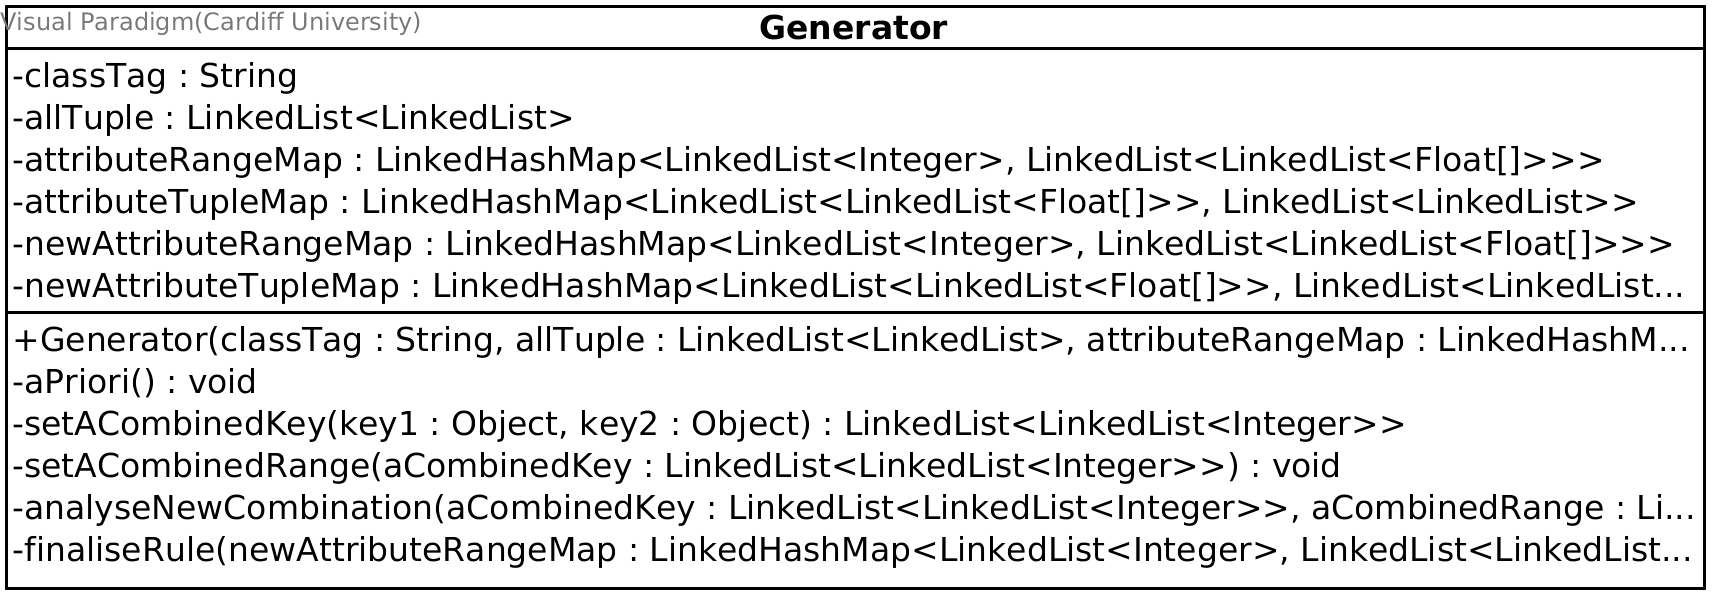 Visual Paradigm(Cardiff University)
Generator
-classTag : String
-allTuple : LinkedList<LinkedList>
-attributeRangeMap : LinkedHashMap<LinkedList<Integer>, LinkedList<LinkedList<Float[]>>>
-attributeTupleMap : LinkedHashMap<LinkedList<LinkedList<Float[]>>, LinkedList<LinkedList>>
-newAttributeRangeMap : LinkedHashMap<LinkedList<Integer>, LinkedList<LinkedList<Float[]>>>
-newAttributeTupleMap : LinkedHashMap<LinkedList<LinkedList<Float[]>>, LinkedList<LinkedList...
+Generator(classTag : String, allTuple : LinkedList<LinkedList>, attributeRangeMap : LinkedHashM...
-aPriori() : void
-setACombinedKey(key1 : Object, key2 : Object) : LinkedList<LinkedList<Integer>>
-setACombinedRange(aCombinedKey : LinkedList<LinkedList<Integer>>) : void
-analyseNewCombination(aCombinedKey : LinkedList<LinkedList<Integer>>, aCombinedRange : Li...
-finaliseRule(newAttributeRangeMap : LinkedHashMap<LinkedList<Integer>, LinkedList<LinkedList...